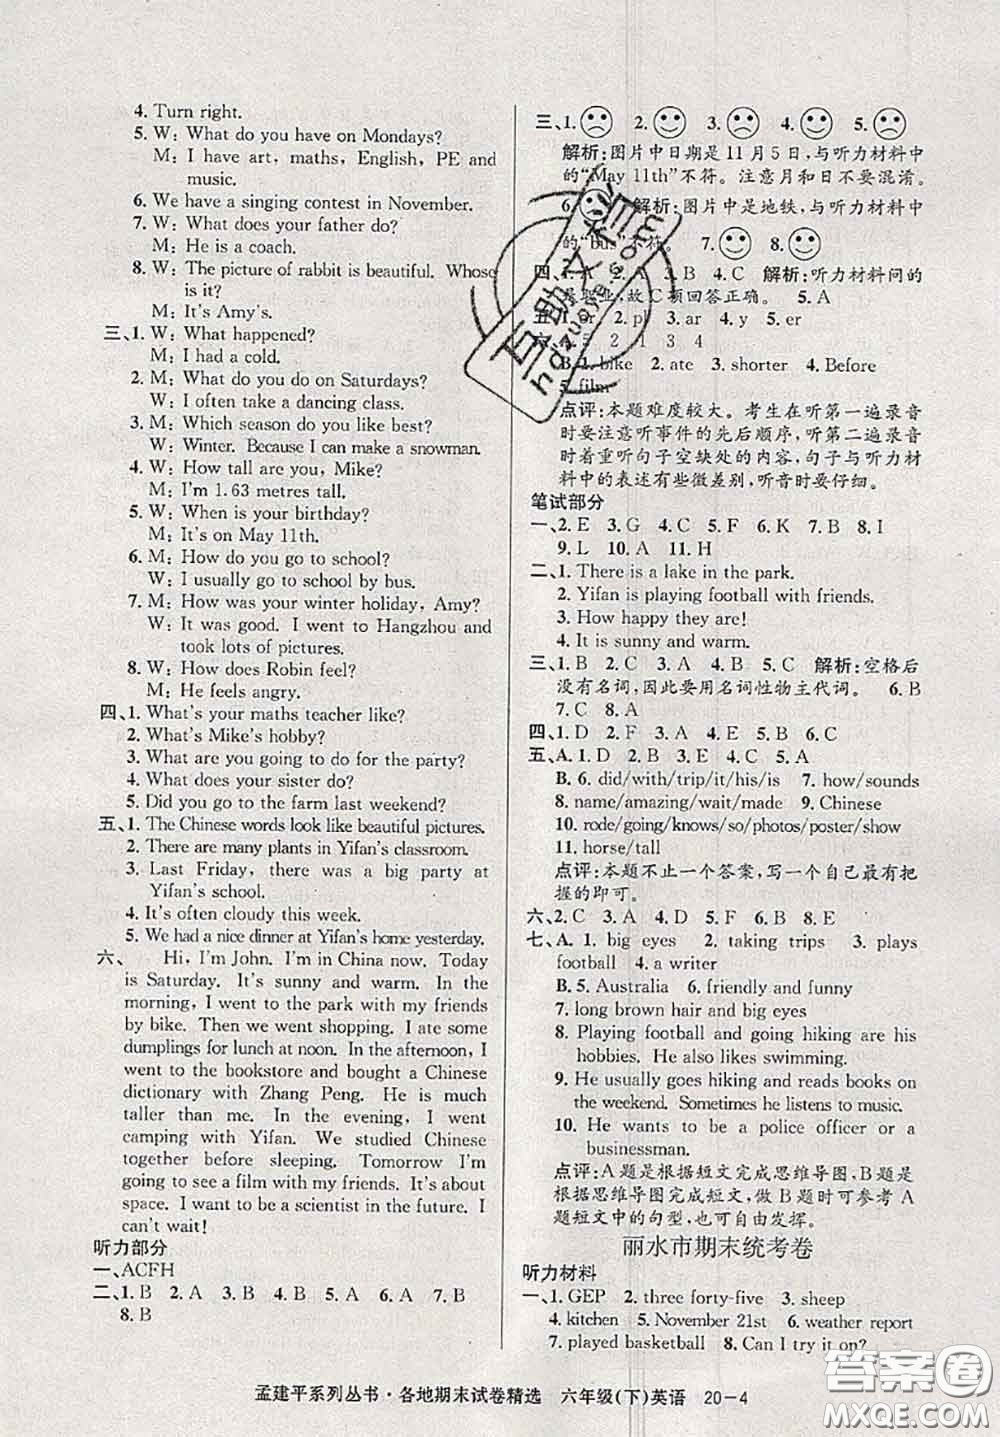 4. Turn right.
5. W: What do you have on Mondays?
M: I have art, maths, English, PE and
music.
6. We have a singing contest in November.
7. W: What does your father do?
M: He is a coach.
8. W: The picture of rabbit is beautiful. Whose
is it?
M: It's Amy's.
三、1. W: What happened?
M: I had a cold.
2. M: What do you do on Saturdays?
W: I often take a dancing class.
3. M: Which season do you like best?
W: Winter. Because I can make a snowman.
4. W: How tall are you, Mike?
M: I'm 1.63 metres tall.
5. W: When is your birthday?
M: It's on May 11th.
6. M: How do you go to school?
W: I usually go to school by bus.
7. M: How was your winter holiday, Amy?
W: It was good. I went to Hangzhou and
took lots of pictures.
8. W: How does Robin feel?
M: He feels angry.
四、1. What's your maths teacher like?
2. What's Mike's hobby?
3. What are you going to do for the party?
4. What does your sister do?
5. Did you go to the farm last weekend?
五、1. The Chinese words look like beautiful pictures.
2. There are many plants in Yifan's classroom.
3. Last Friday, there was a big party at
Yifan's school.
4. It's often cloudy this week.
5. We had a nice dinner at Yifan's home yesterday.
六、 Hi, I'm John. I'm in China now. Today
is Saturday. It's sunny and warm. In the
morning, I went to the park with my friends
by bike. Then we went shopping. I ate some
dumplings for lunch at noon. In the afternoon, I
went to the bookstore and bought a Chinese
dictionary with Zhang Peng. He is much
taller than me. In the evening, I went
camping with Yifan. We studied Chinese
together before sleeping. Tomorrow I'm
going to see a film with my friends. It's about
space. I want to be a scientist in the future. I
can't wait!
听力部分
一、ACFH
二、1. B 2. A 3. A 4. B 5. A 6. A 7. B
8. B
三、1. 2. 3. 4. 5.
解析:图片中日期是11月5日,与听力材料中
的"May 11th"不符。注意月和日不要混淆。
6. 解析:图片中是地铁,与听力材料中
的"bus"不符。 7. 8.
四、1. A 2. A 3. B 4. C 解析:听力材料问的
是职业,故C项回答正确。 5. A
五、1. or 2. pl 3. ar 4. y 5. er
六、A. 5 2 1 3 4
B. 1. bike 2. ate 3. shorter 4. Before
5. film
点评:本题难度较大。考生在听第一遍录音
时要注意听事件的先后顺序,听第二遍录音
时着重听句子空缺处的内容,句子与听力材
料中的表述有些微差别,听音时要仔细。
笔试部分
一、2. E 3. G 4. C 5. F 6. K 7. B 8. I
9. L 10. A 11. H
二、1. There is a lake in the park.
2. Yifan is playing football with friends.
3. How happy they are!
4. It is sunny and warm.
三、1. B 2. C 3. A 4. B 5. C 解析:空格后
没有名词,因此要用名词性物主代词。 6. B
7. C 8. A
四、1. D 2. F 3. A 4. E 5. B 6. C
五、A. 1. D 2. B 3. E 4. C 5. A
B. 6. did/with/trip/it/his/is 7. how/sounds
8. name/amazing/wait/made 9. Chinese
10. rode/going/knows/so/photos/poster/show
11. horse/tall
点评:本题不止一个答案,写自己最有把
握的即可。
六、2. C 3. A 4. D 5. F 6. G 7. B 8. E
七、A. 1. big eyes 2. taking trips 3. plays
football 4. a writer
B. 5. Australia 6. friendly and funny
7. long brown hair and big eyes
8. Playing football and going hiking are his
hobbies. He also likes swimming.
9. He usually goes hiking and reads books on
the weekend. Sometimes he listens to music.
10. He wants to be a police officer or a
businessman.
点评:A题是根据短文完成思维导图,B题
是根据思维导图完成短文,做B题时可参考A
题短文中的句型,也可自由发挥。
丽水市期末统考卷
听力材料
一、1. GEP 2. three forty-five 3. sheep
4. kitchen 5. November 21st 6. weather report
7. played basketball 8. Can I try it on?
孟建平系列丛书·各地期末试卷精选 六年级(下)英语 20-4
答案圈
MXQE.COM